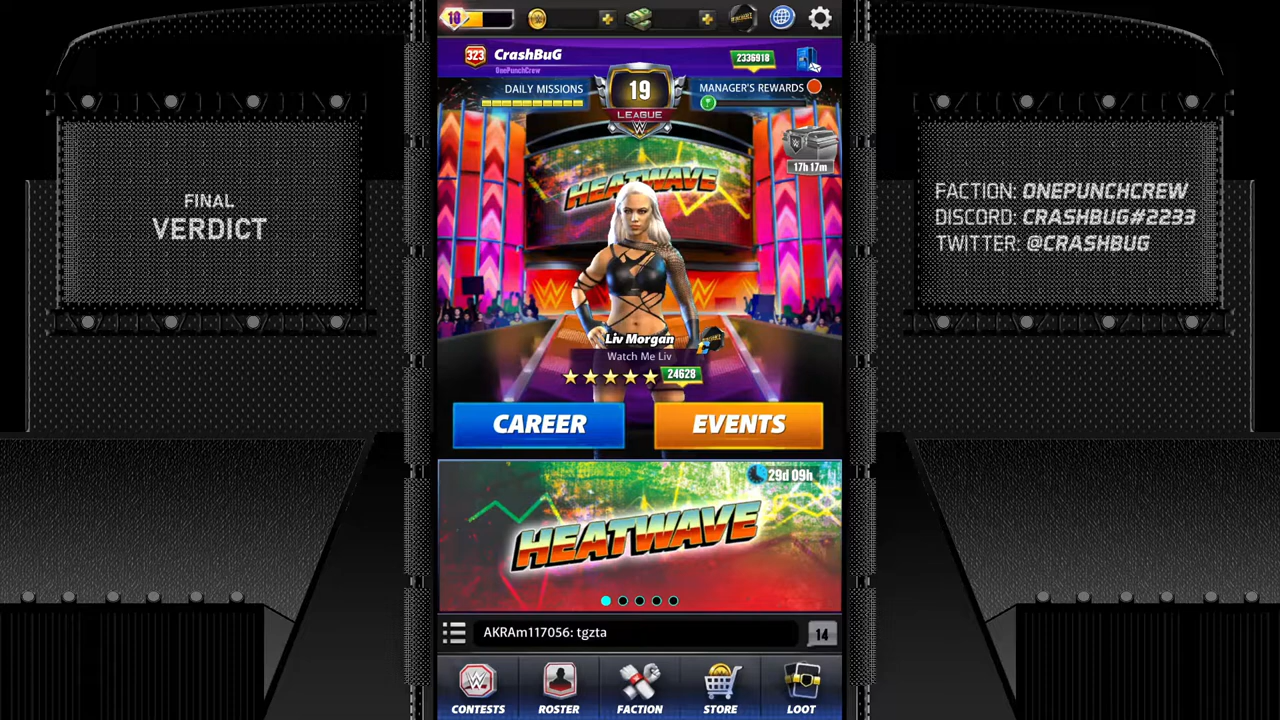 FINAL
VERDICT
18
323
CrashBuG
OnePunchCrew
2336918
DAILY MISSIONS
19
LEAGUE
MANAGER'S REWARDS
17h 17m
HEATWAVE
Liv Morgan
Watch Me Liv
24628
CAREER
EVENTS
29d 09h
HEATWAVE
AKRAm117056: tgzta
14
CONTESTS
ROSTER
FACTION
STORE
LOOT
FACTION: ONEPUNCHCREW
DISCORD: CRASHBUG#2233
TWITTER: @CRASHBUG